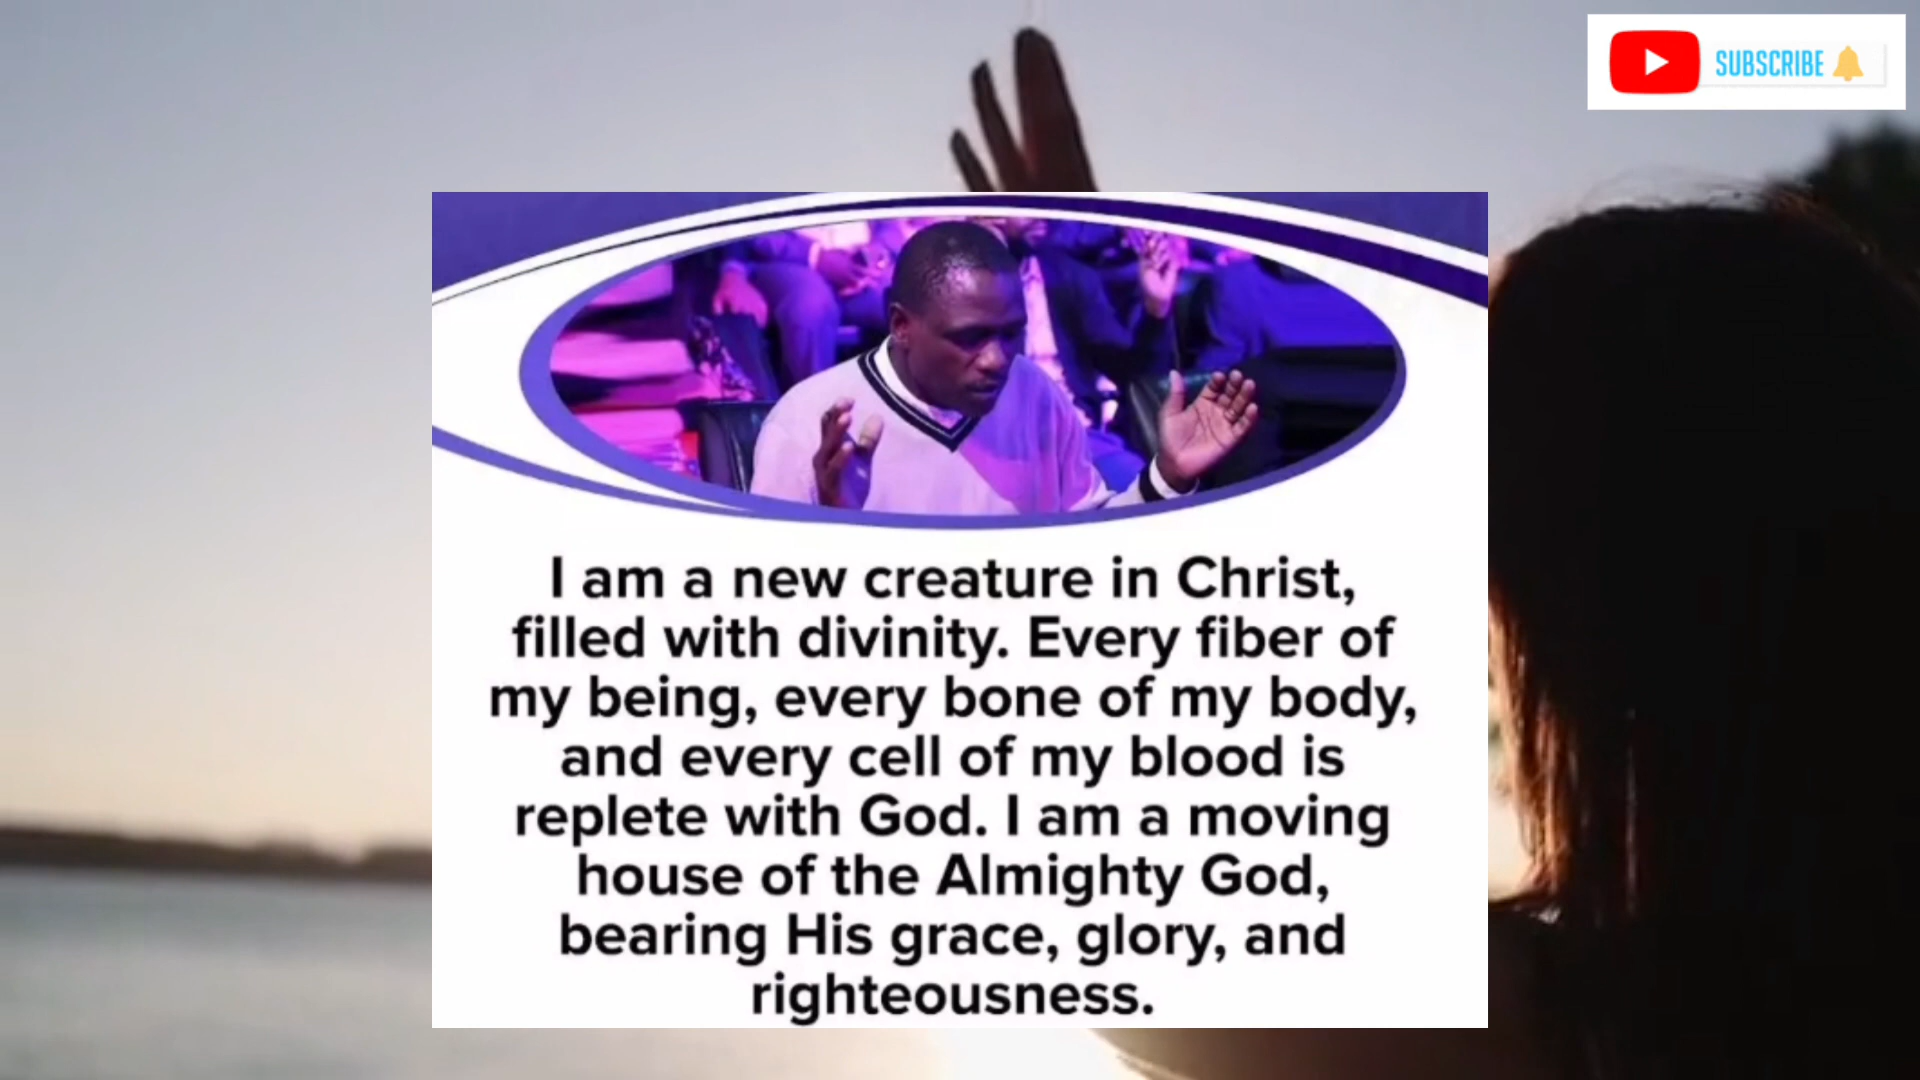 SUBSCRIBE
I am a new creature in Christ,
filled with divinity. Every fiber of
my being, every bone of my body,
and every cell of my blood is
replete with God. I am a moving
house of the Almighty God,
bearing His grace, glory, and
righteousness.